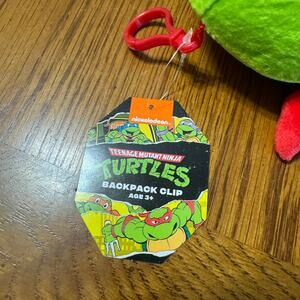 nickelodeon
TEENAGE MUTANT NINJA
TURTLES
BACKPACK CLIP
AGE 3+